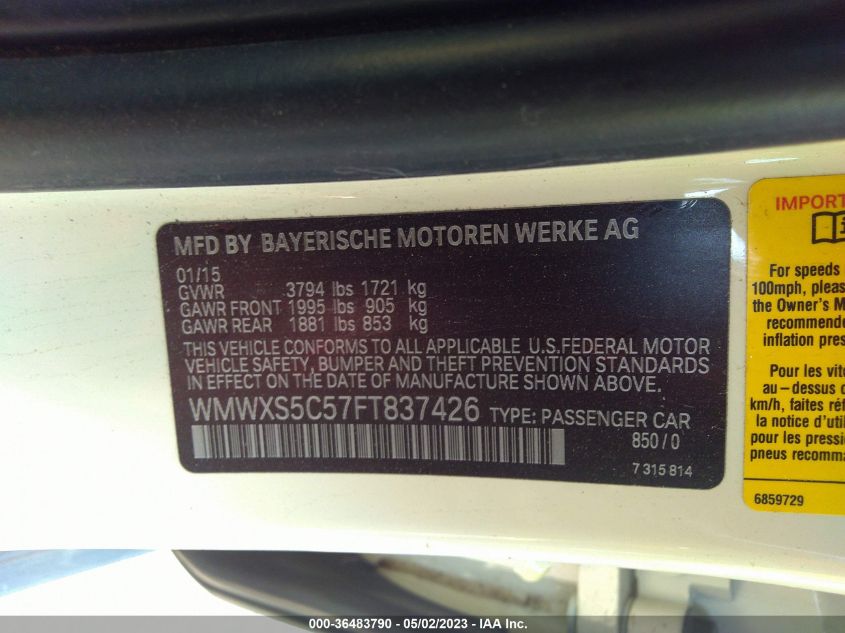 MFD BY BAYERISCHE MOTOREN WERKE AG
01/15
GVWR 3794 lbs 1721 kg
GAWR FRONT 1995 lbs 905 kg
GAWR REAR 1881 lbs 853 kg
THIS VEHICLE CONFORMS TO ALL APPLICABLE U.S.FEDERAL MOTOR
VEHICLE SAFETY, BUMPER AND THEFT PREVENTION STANDARDS
IN EFFECT ON THE DATE OF MANUFACTURE SHOWN ABOVE.
WMWXS5C57FT837426 TYPE: PASSENGER CAR
850/0
7 315 814
IMPORT
For speeds
100mph, pleas
the Owner's M
recommende
inflation pres
Pour les vite
au–dessus d
km/h, faites réf
la notice d'uti
pour les pressi
pneus recomma
6859729
000-36483790 - 05/02/2023 - IAA Inc.